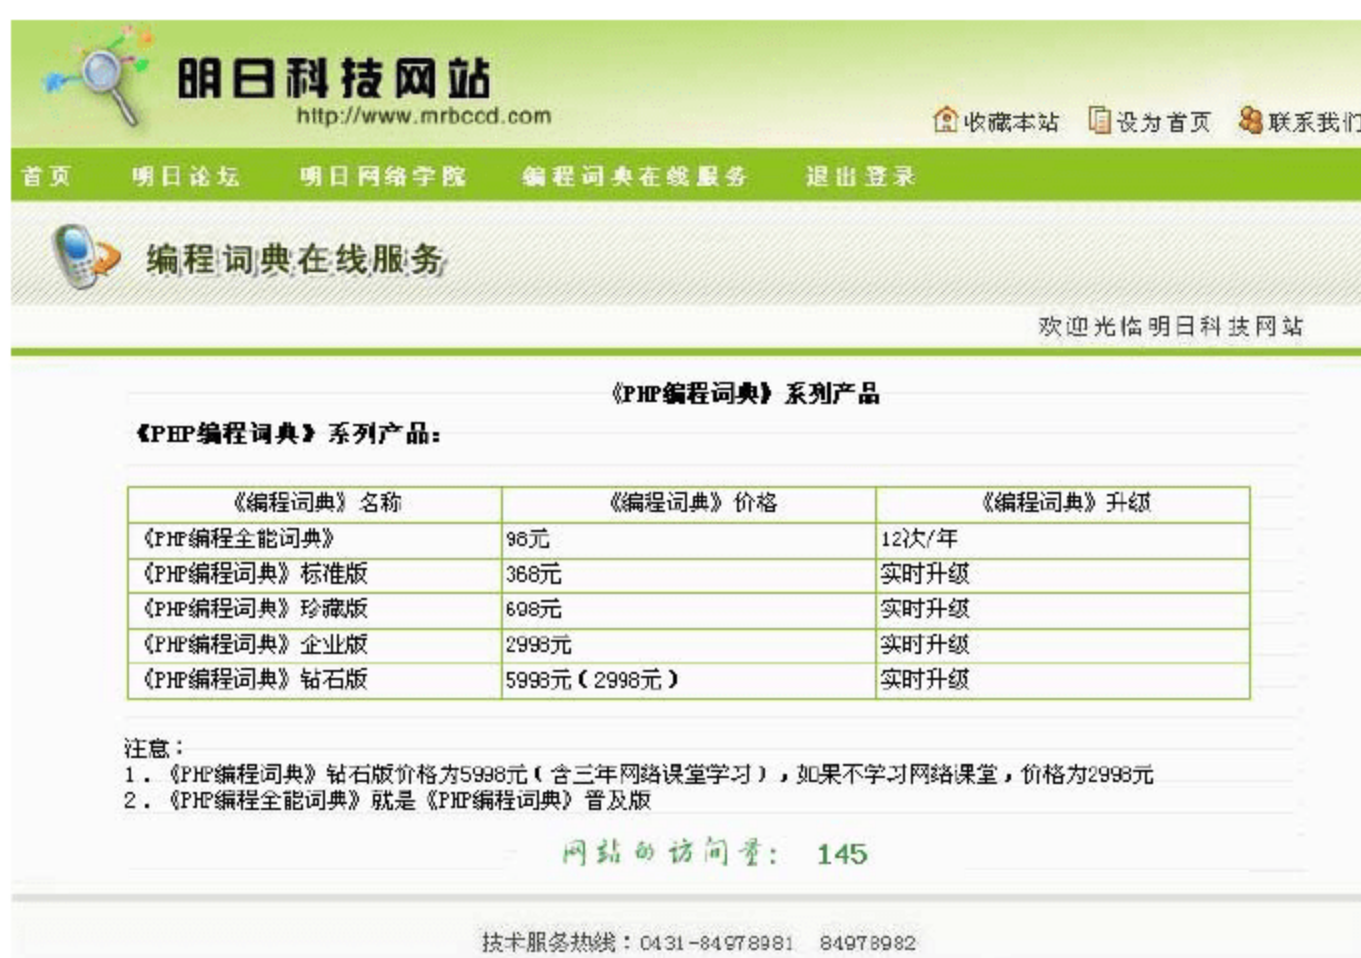 明日科技网站
http://www.mrbccd.com
收藏本站 设为首页 联系我们
首页 明日论坛 明日网络学院 编程词典在线服务 退出登录
编程词典在线服务
欢迎光临明日科技网站
《PHP编程词典》系列产品
《PHP编程词典》系列产品:
《编程词典》名称 《编程词典》价格 《编程词典》升级
《PHP编程全能词典》 98元 12次/年
《PHP编程词典》标准版 368元 实时升级
《PHP编程词典》珍藏版 698元 实时升级
《PHP编程词典》企业版 2998元 实时升级
《PHP编程词典》钻石版 5998元(2998元) 实时升级
注意:
1.《PHP编程词典》钻石版价格为5998元(含三年网络课堂学习),如果不学习网络课堂,价格为2998元
2.《PHP编程全能词典》就是《PHP编程词典》普及版
网站的访问量: 145
技术服务热线:0431-84978981 84978982